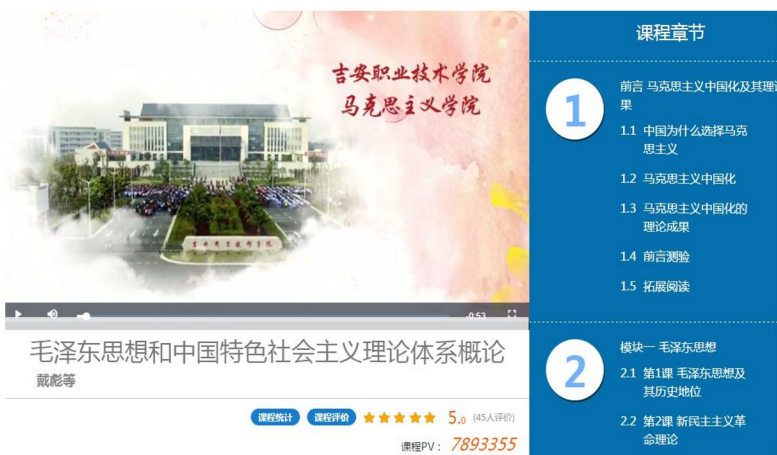 吉安职业技术学院
马克思主义学院
吉安职业技术学院
-0:53
毛泽东思想和中国特色社会主义理论体系概论
戴彪等
课程统计 课程评价 5.0 (45人评价)
课程PV： 7893355
课程章节
1
前言 马克思主义中国化及其理
果
1.1 中国为什么选择马克
思主义
1.2 马克思主义中国化
1.3 马克思主义中国化的
理论成果
1.4 前言测验
1.5 拓展阅读
2
模块一 毛泽东思想
2.1 第1课 毛泽东思想及
其历史地位
2.2 第2课 新民主主义革
命理论